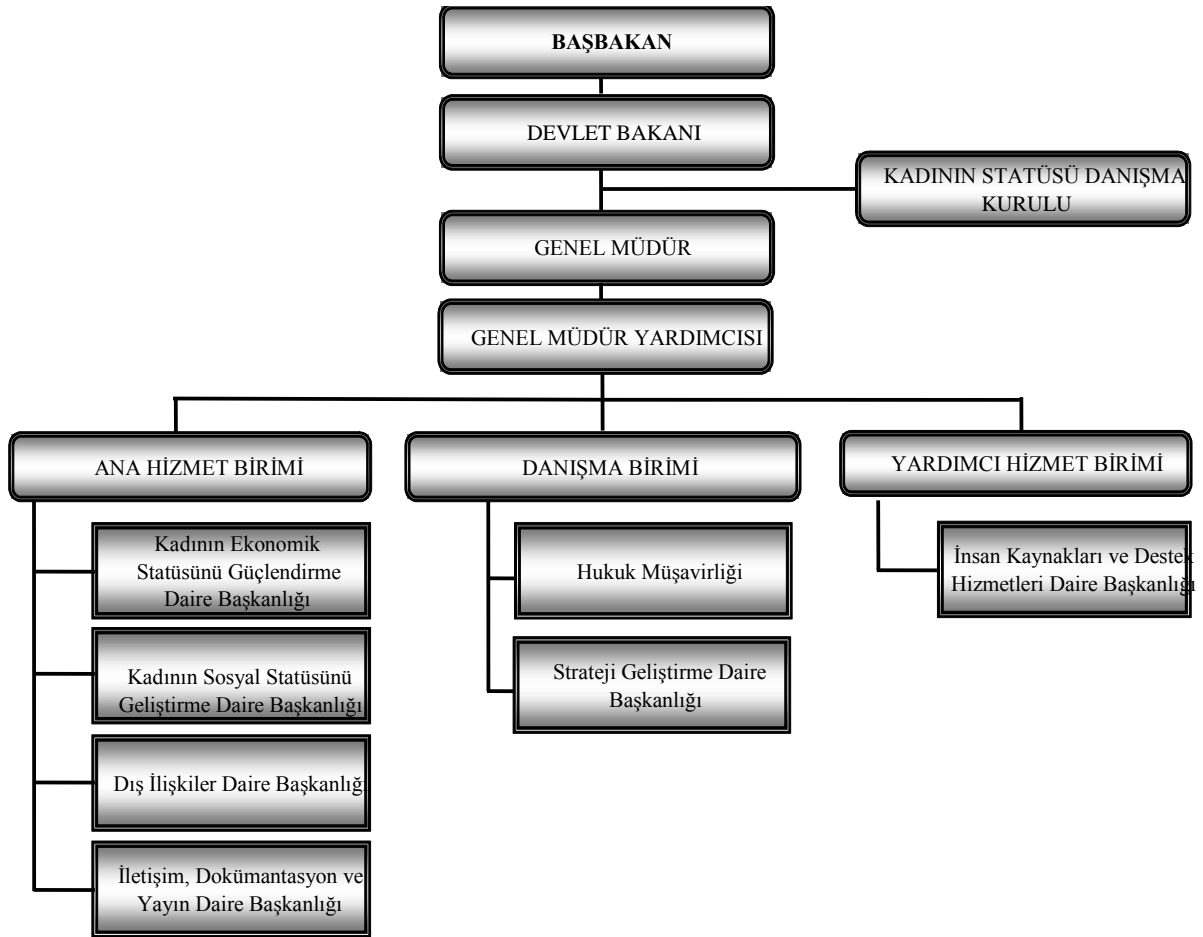 BAŞBAKAN
DEVLET BAKANI
KADININ STATÜSÜ DANIŞMA
KURULU
GENEL MÜDÜR
GENEL MÜDÜR YARDIMCISI
ANA HİZMET BİRİMİ
Kadının Ekonomik
Statüsünü Güçlendirme
Daire Başkanlığı
Kadının Sosyal Statüsünü
Geliştirme Daire Başkanlığı
Dış İlişkiler Daire Başkanlığı
İletişim, Dokümantasyon ve
Yayın Daire Başkanlığı
DANIŞMA BİRİMİ
Hukuk Müşavirliği
Strateji Geliştirme Daire
Başkanlığı
YARDIMCI HİZMET BİRİMİ
İnsan Kaynakları ve Destek
Hizmetleri Daire Başkanlığı